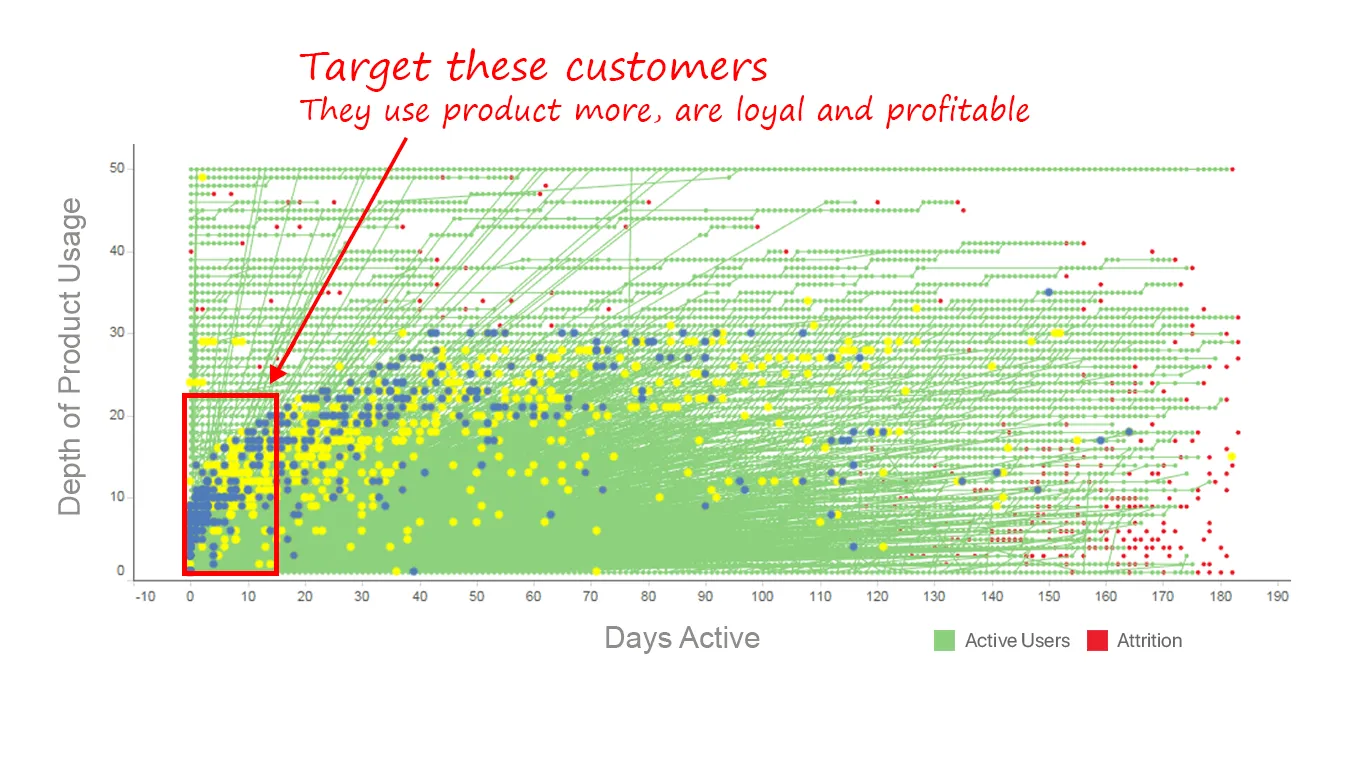 Target these customers
They use product more, are loyal and profitable
Depth of Product Usage
50
40
30
20
10
0
-10 0 10 20 30 40 50 60 70 80 90 100 110 120 130 140 150 160 170 180 190
Days Active
Active Users Attrition